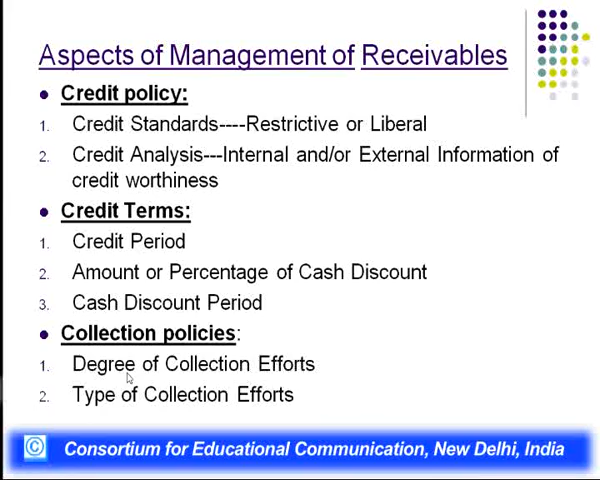 Aspects of Management of Receivables
Credit policy:
1. Credit Standards----Restrictive or Liberal
2. Credit Analysis---Internal and/or External Information of
credit worthiness
Credit Terms:
1. Credit Period
2. Amount or Percentage of Cash Discount
3. Cash Discount Period
Collection policies:
1. Degree of Collection Efforts
2. Type of Collection Efforts
© Consortium for Educational Communication, New Delhi, India